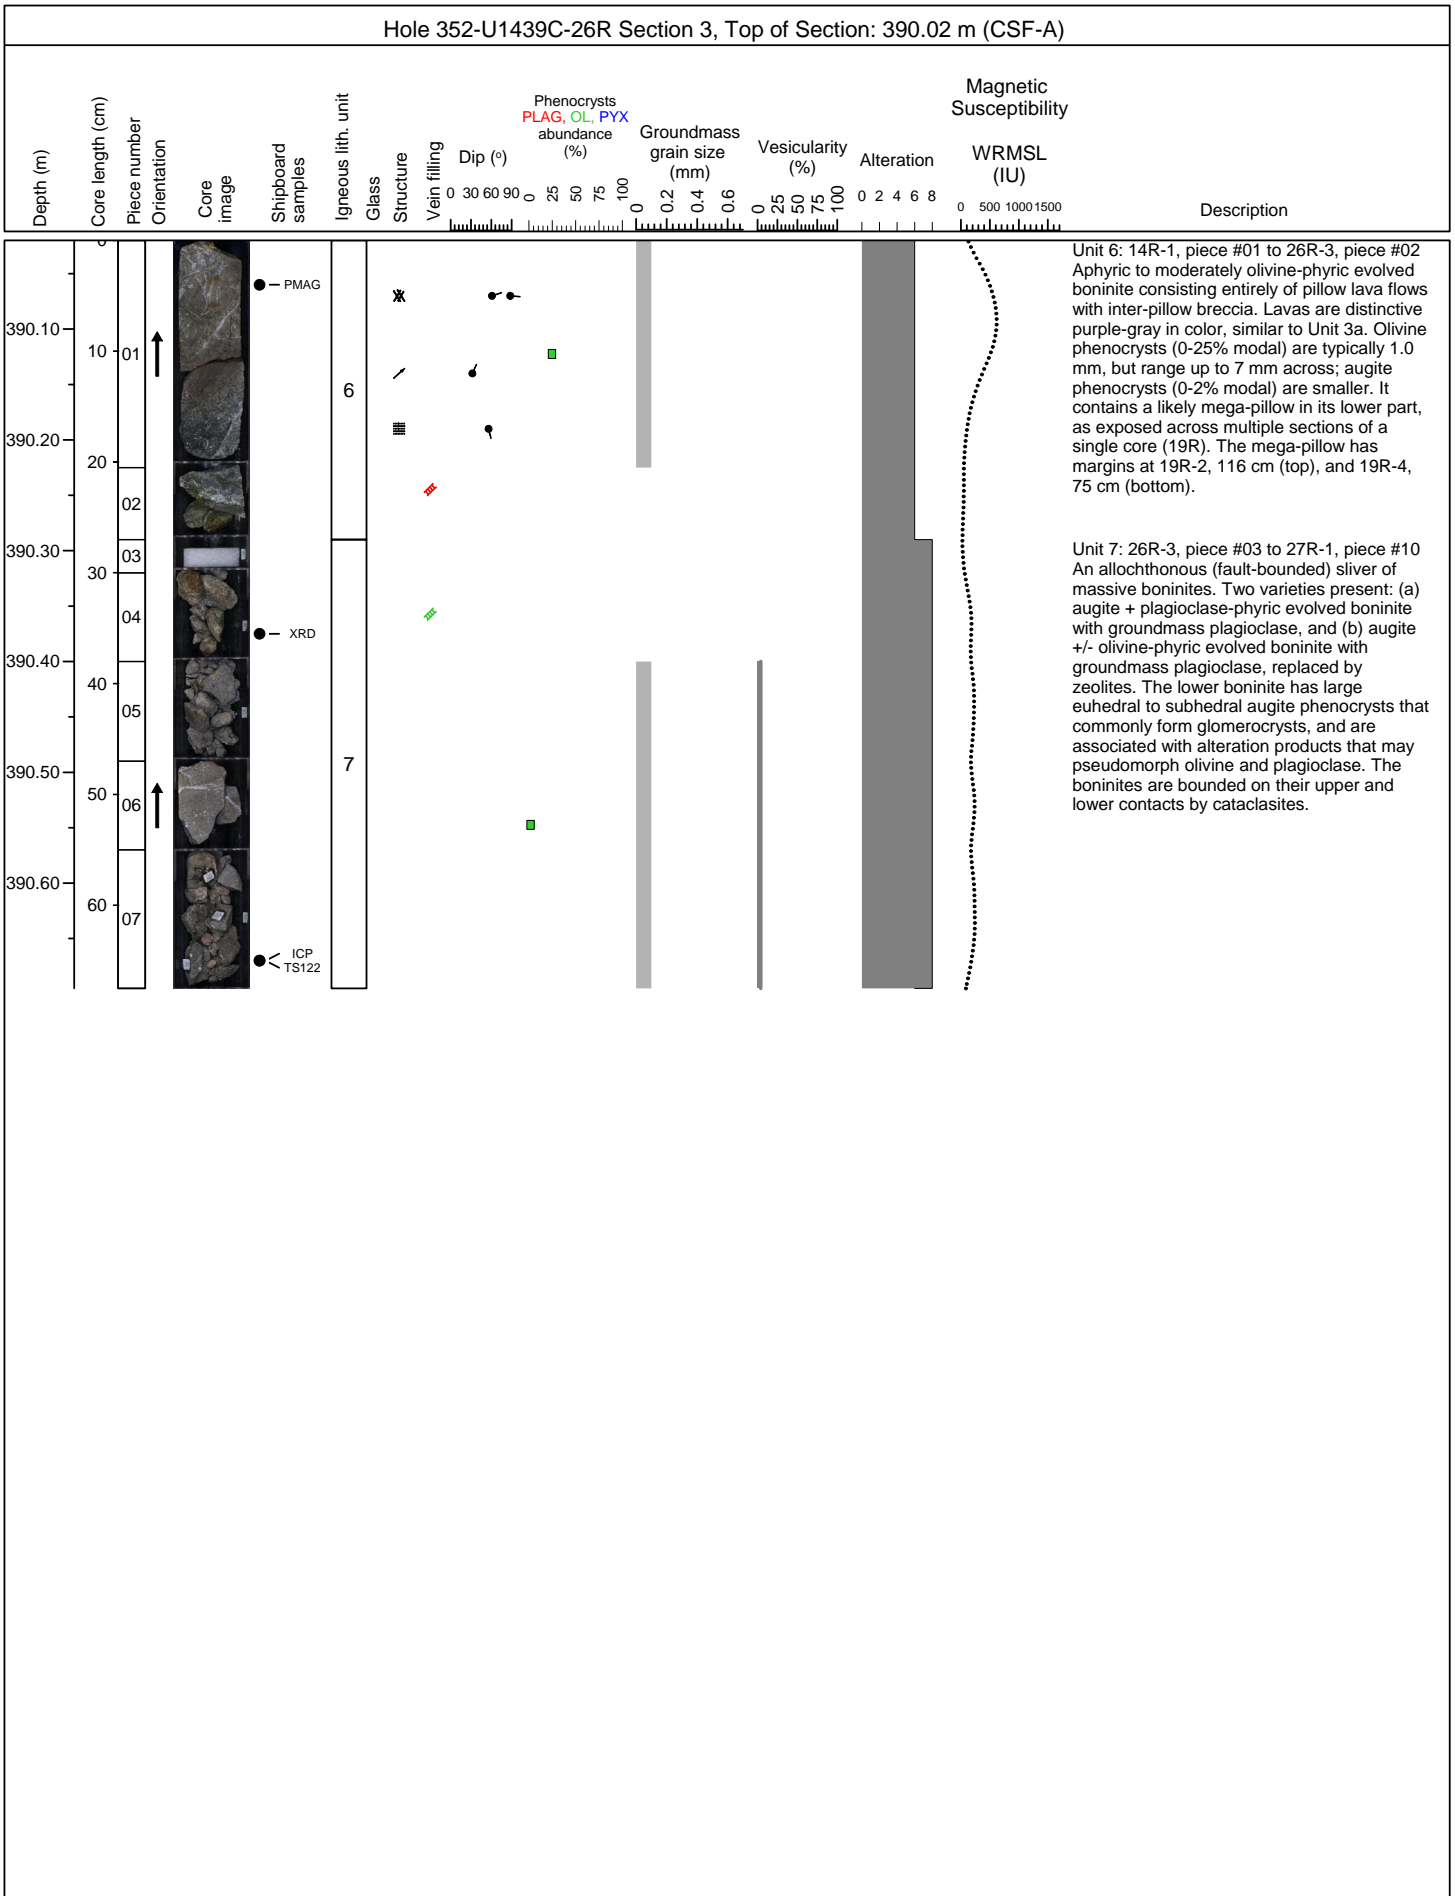 Hole 352-U1439C-26R Section 3, Top of Section: 390.02 m (CSF-A)
Depth (m)
Core length (cm)
Piece number
Orientation
Core
image
Shipboard
samples
Igneous lith. unit
Glass
Structure
Vein filling
Dip (°)
0 30 60 90
Phenocrysts
PLAG, OL, PYX
abundance
(%)
0 25 50 75 100
Groundmass
grain size
(mm)
0 0.2 0.4 0.6
Vesicularity
(%)
0 25 50 75 100
Alteration
0 2 4 6 8
Magnetic
Susceptibility
WRMSL
(IU)
0 500 1000 1500
Description
390.10
390.20
390.30
390.40
390.50
390.60
0
10
20
30
40
50
60
01
02
03
04
05
06
07
PMAG
XRD
ICP
TS122
6
7
Unit 6: 14R-1, piece #01 to 26R-3, piece #02
Aphyric to moderately olivine-phyric evolved
boninite consisting entirely of pillow lava flows
with inter-pillow breccia. Lavas are distinctive
purple-gray in color, similar to Unit 3a. Olivine
phenocrysts (0-25% modal) are typically 1.0
mm, but range up to 7 mm across; augite
phenocrysts (0-2% modal) are smaller. It
contains a likely mega-pillow in its lower part,
as exposed across multiple sections of a
single core (19R). The mega-pillow has
margins at 19R-2, 116 cm (top), and 19R-4,
75 cm (bottom).
Unit 7: 26R-3, piece #03 to 27R-1, piece #10
An allochthonous (fault-bounded) sliver of
massive boninites. Two varieties present: (a)
augite + plagioclase-phyric evolved boninite
with groundmass plagioclase, and (b) augite
+/- olivine-phyric evolved boninite with
groundmass plagioclase, replaced by
zeolites. The lower boninite has large
euhedral to subhedral augite phenocrysts that
commonly form glomerocrysts, and are
associated with alteration products that may
pseudomorph olivine and plagioclase. The
boninites are bounded on their upper and
lower contacts by cataclasites.